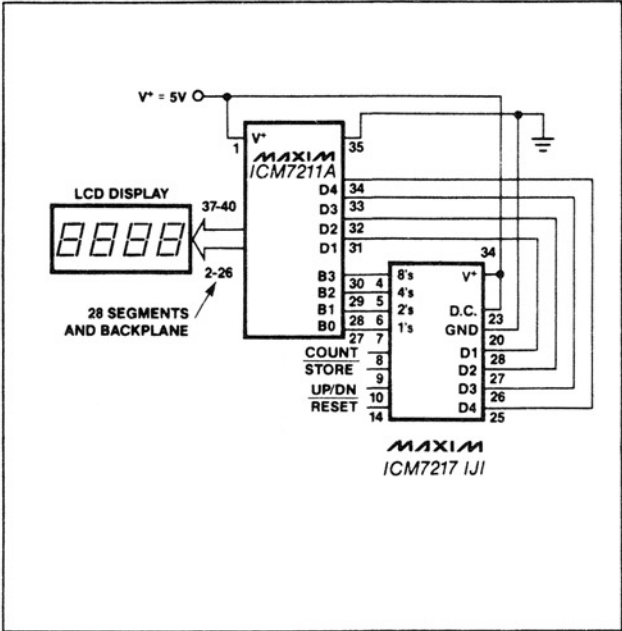 V+ = 5V
1
V+
35
MAXIM
ICM7211A
LCD DISPLAY
37-40
8888
2-26
28 SEGMENTS
AND BACKPLANE
D4
34
D3
33
D2
32
D1
31
B3
30
B2
29
B1
28
B0
27
34
4
8's
V+
5
4's
6
2's
D.C.
23
7
1's
GND
20
COUNT
8
D1
28
STORE
9
D2
27
UP/DN
10
D3
26
RESET
14
D4
25
MAXIM
ICM7217 IJI